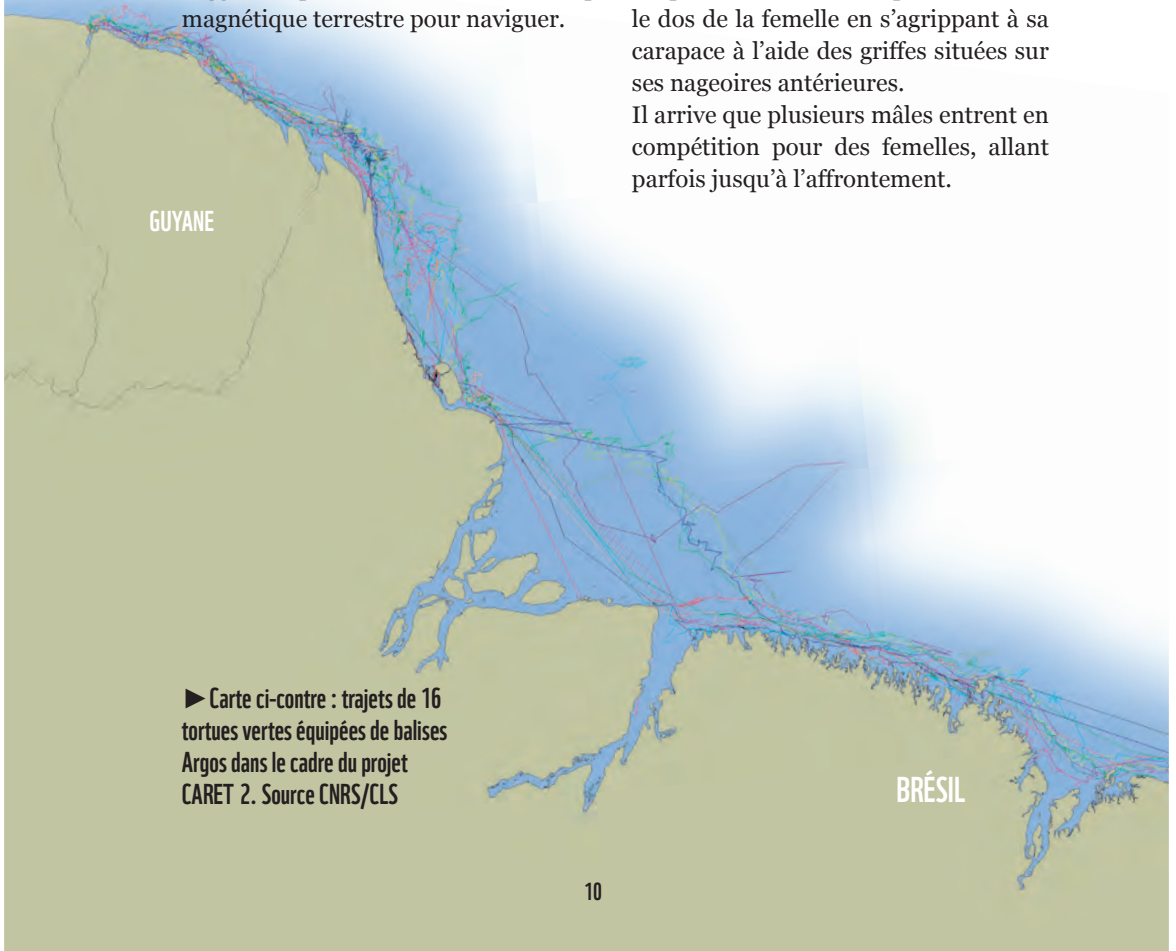 magnétique terrestre pour naviguer.
le dos de la femelle en s’agrippant à sa
carapace à l’aide des griffes situées sur
ses nageoires antérieures.
Il arrive que plusieurs mâles entrent en
compétition pour des femelles, allant
parfois jusqu’à l’affrontement.
GUYANE
►Carte ci-contre : trajets de 16
tortues vertes équipées de balises
Argos dans le cadre du projet
CARET 2. Source CNRS/CLS
BRÉSIL
10